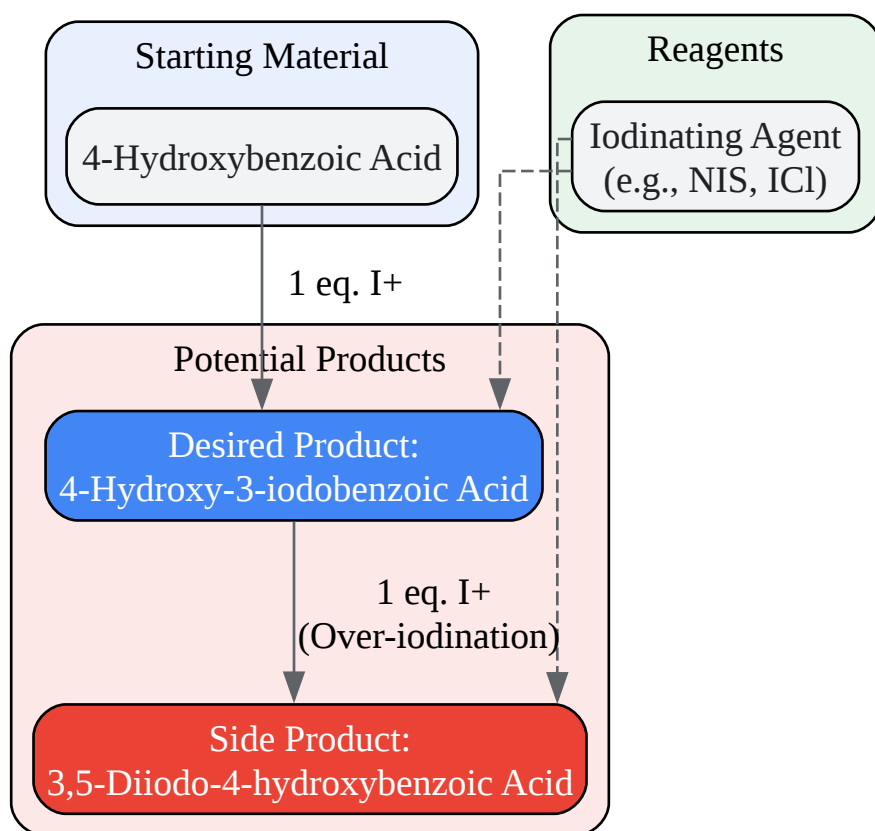 Starting Material
4-Hydroxybenzoic Acid
Reagents
Iodinating Agent
(e.g., NIS, ICl)
1 eq. I+
Potential Products
Desired Product:
4-Hydroxy-3-iodobenzoic Acid
1 eq. I+
(Over-iodination)
Side Product:
3,5-Diiodo-4-hydroxybenzoic Acid